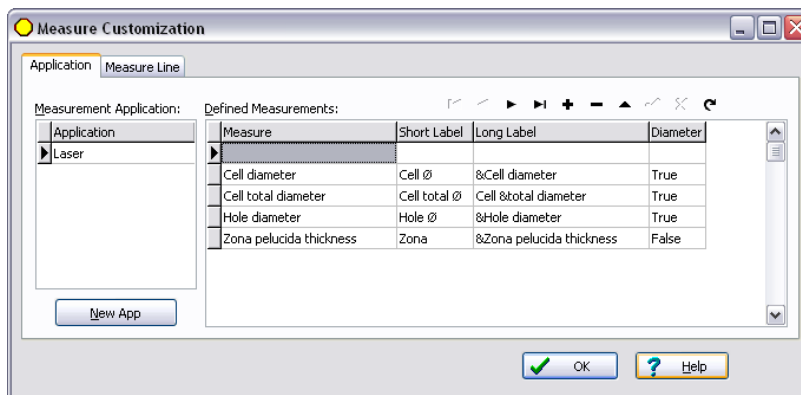 Measure Customization
Application Measure Line
Measurement Application: Defined Measurements:
Application
Laser
Measure Short Label Long Label Diameter
Cell diameter Cell Ø &Cell diameter True
Cell total diameter Cell total Ø Cell &total diameter True
Hole diameter Hole Ø &Hole diameter True
Zona pelucida thickness Zona &Zona pelucida thickness False
New App
OK ? Help